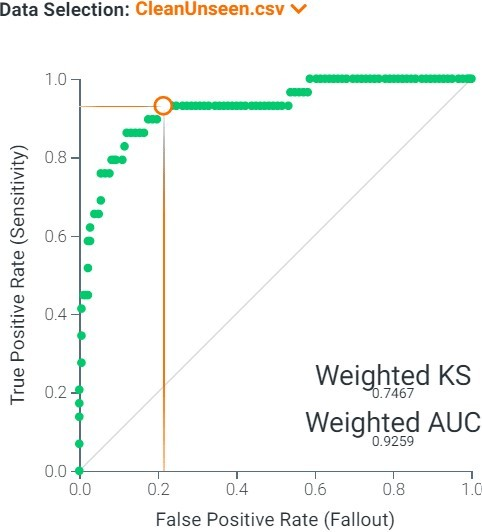 Data Selection: CleanUnseen.csv
True Positive Rate (Sensitivity)
1.0
0.8
0.6
0.4
0.2
0.0
Weighted KS
0.7467
Weighted AUC
0.9259
0.0 0.2 0.4 0.6 0.8 1.0
False Positive Rate (Fallout)